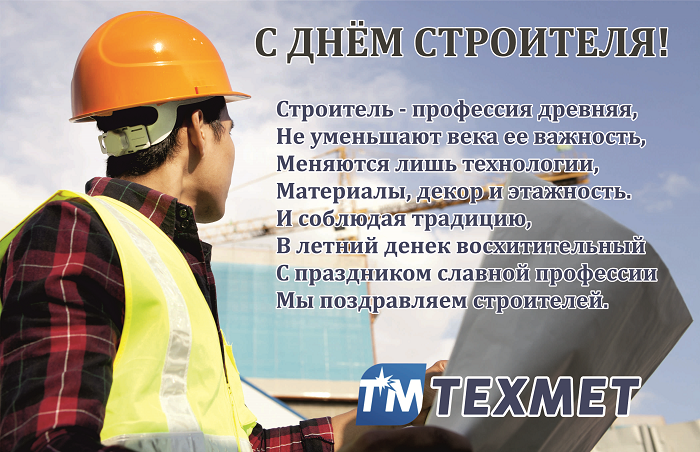 С ДНЁМ СТРОИТЕЛЯ!
Строитель - профессия древняя,
Не уменьшают века ее важность,
Меняются лишь технологии,
Материалы, декор и этажность.
И соблюдая традицию,
В летний денек восхитительный
С праздником славной профессии
Мы поздравляем строителей.
ТМ ТЕХМЕТ